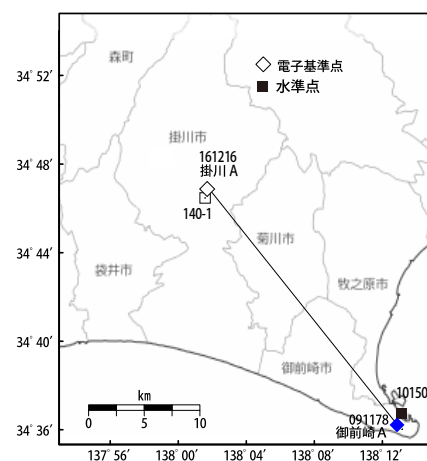 34˚ 52'
森町
電子基準点
水準点
34˚ 48'
掛川市
161216
掛川 A
140-1
菊川市
34˚ 44'
袋井市
牧之原市
34˚ 40'
御前崎市
km
0 5 10
10150
091178
御前崎 A
34˚ 36'
137˚56' 138˚00' 138˚04' 138˚08' 138˚12'